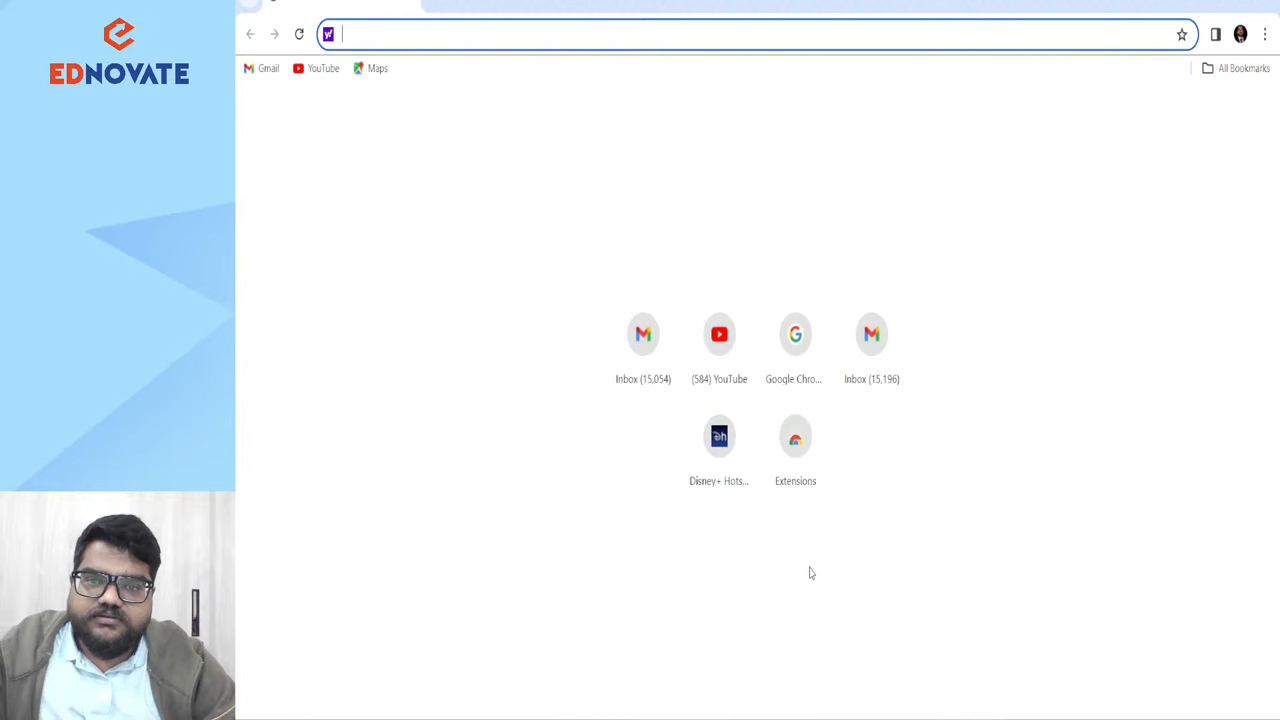 EDNOVATE
Gmail
YouTube
Maps
All Bookmarks
Inbox (15,054)
(584) YouTube
Google Chro...
Inbox (15,196)
Disney+ Hots...
Extensions